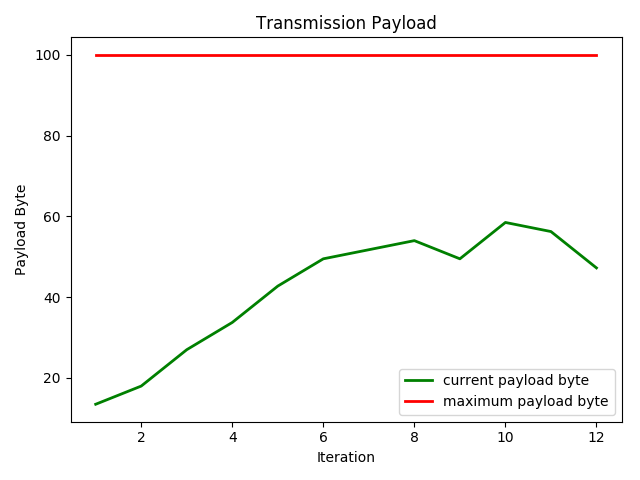 Transmission Payload
100
80
60
40
20
Payload Byte
2 4 6 8 10 12
Iteration
current payload byte
maximum payload byte